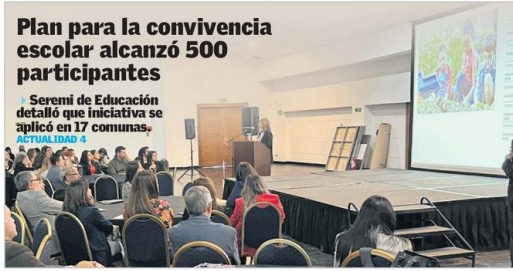 Plan para la convivencia
escolar alcanzó 500
participantes
Seremi de Educación
detalló que iniciativa se
aplicó en 17 comunas.
ACTUALIDAD 4